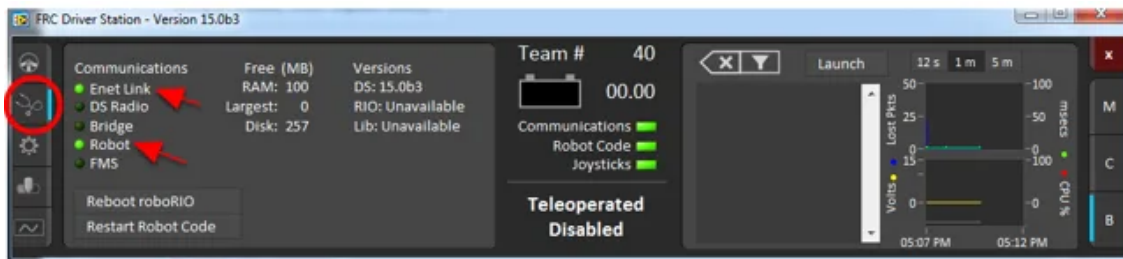 FRC Driver Station - Version 15.0b3
Communications Free (MB) Versions
Enet Link RAM: 100 DS: 15.0b3
DS Radio Largest: 0 RIO: Unavailable
Bridge Disk: 257 Lib: Unavailable
Robot
FMS
Reboot roboRIO
Restart Robot Code
Team # 40
00.00
Communications
Robot Code
Joysticks
Teleoperated
Disabled
Launch
12 s 1 m 5 m
Lost Pkts
50
25
0
100
50
0
msecs
Volts
15
0
100
0
CPU %
05:07 PM 05:12 PM
X
M
C
B